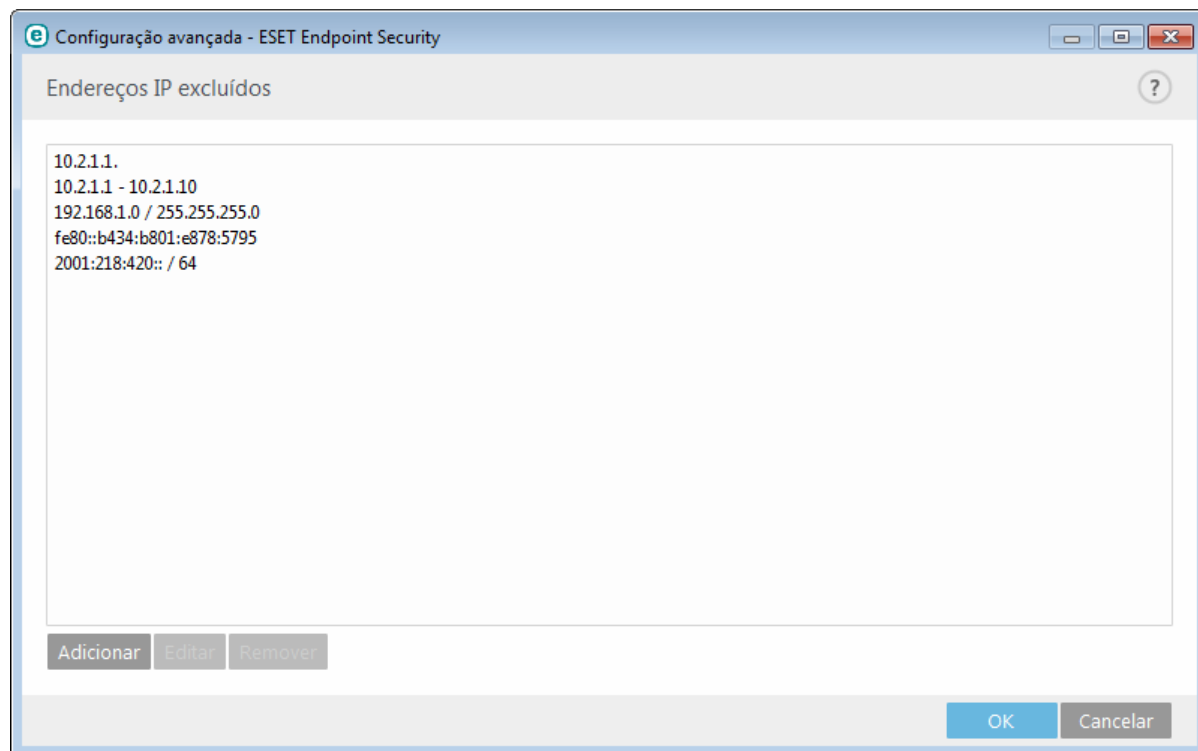 Configuração avançada - ESET Endpoint Security
Endereços IP excluídos
?
10.2.1.1.
10.2.1.1 - 10.2.1.10
192.168.1.0 / 255.255.255.0
fe80::b434:b801:e878:5795
2001:218:420:: / 64
Adicionar Editar Remover
OK Cancelar